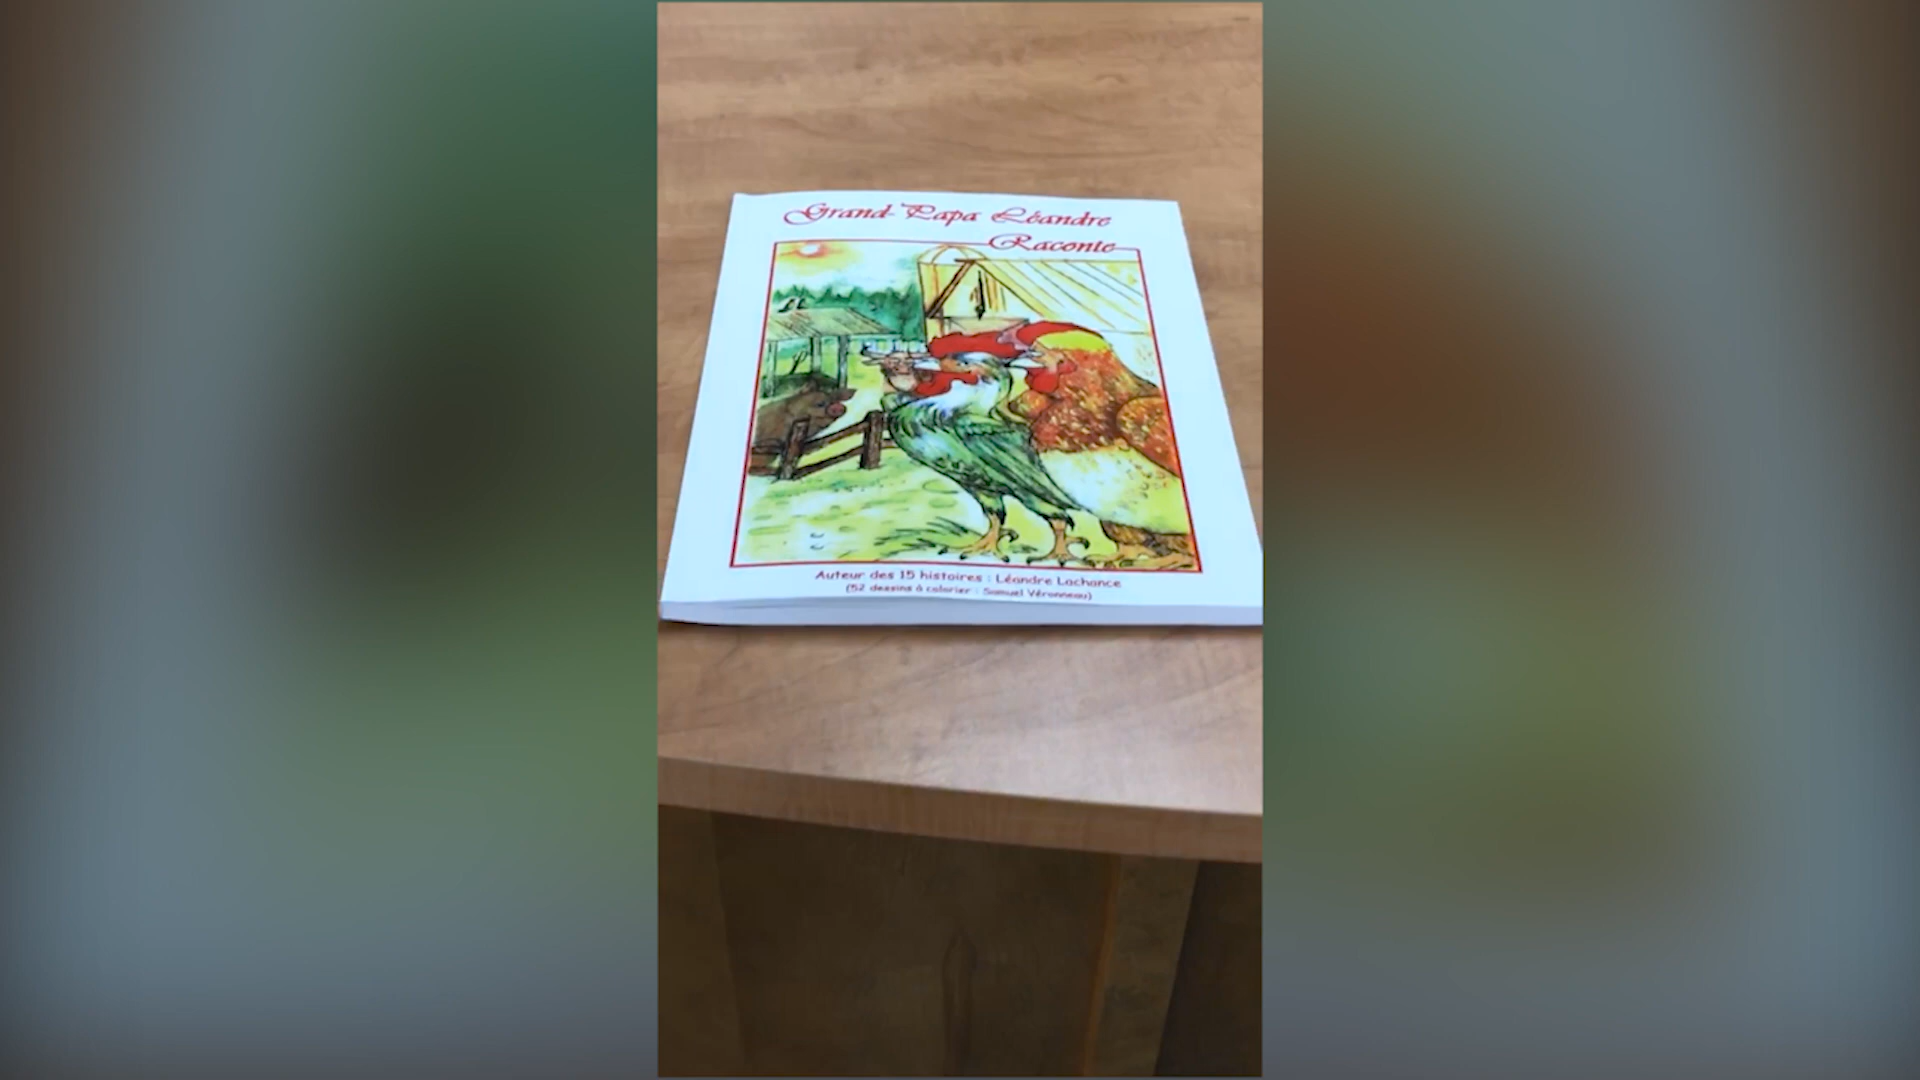 Grand-Papa Léandre
Raconte
Auteur des 15 histoires : Léandre Lachance
(52 dessins à colorier : Samuel Véronneau)